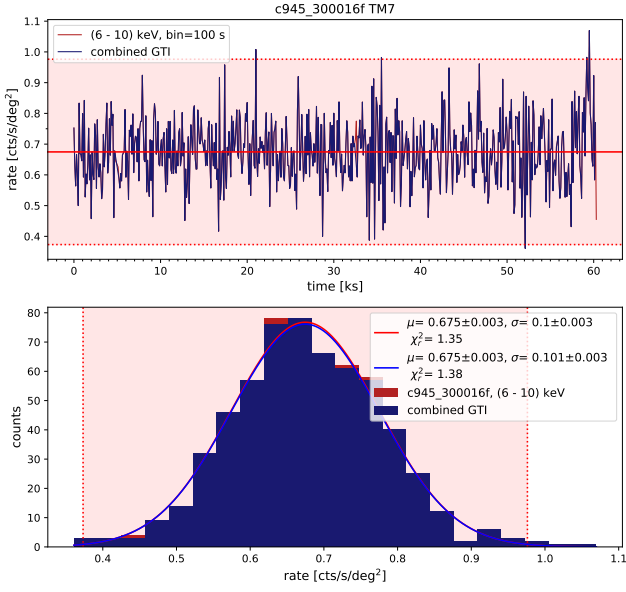 c945_300016f TM7
1.1
1.0
0.9
0.8
0.7
0.6
0.5
0.4
rate [cts/s/deg²]
(6 - 10) keV, bin=100 s
combined GTI
0 10 20 30 40 50 60
time [ks]
80
70
60
50
40
30
20
10
0
counts
μ= 0.675±0.003, σ= 0.1±0.003
χ²ᵣ= 1.35
μ= 0.675±0.003, σ= 0.101±0.003
χ²ᵣ= 1.38
c945_300016f, (6 - 10) keV
combined GTI
0.4 0.5 0.6 0.7 0.8 0.9 1.0 1.1
rate [cts/s/deg²]